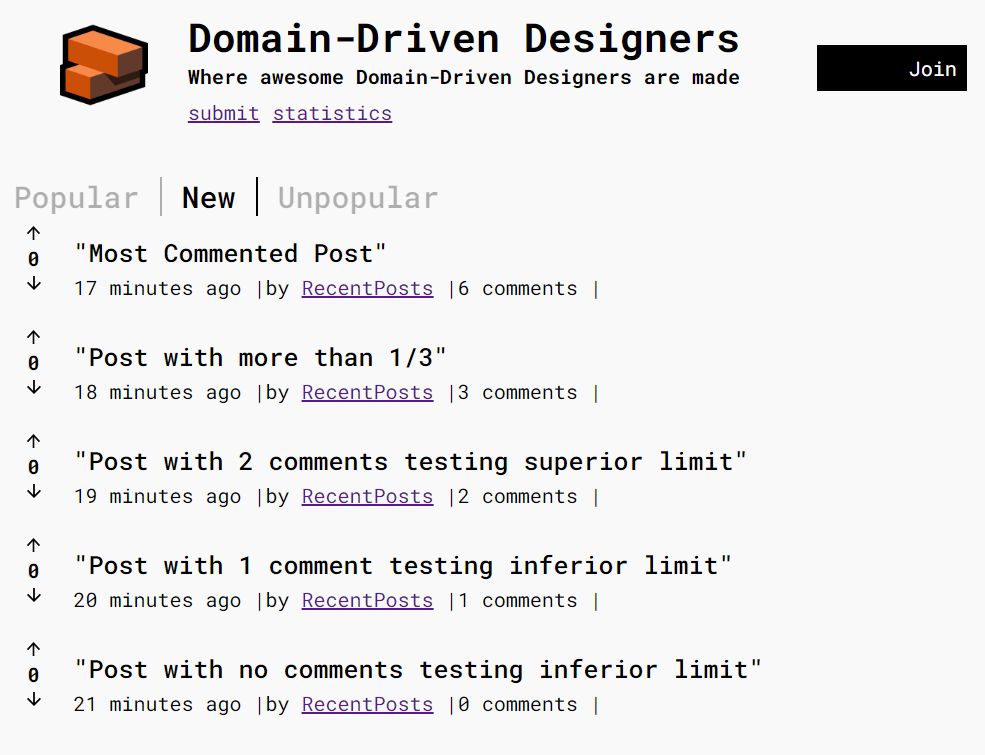 Domain-Driven Designers
Where awesome Domain-Driven Designers are made
submit statistics
Join
Popular | New | Unpopular
0
"Most Commented Post"
17 minutes ago |by RecentPosts |6 comments |
0
"Post with more than 1/3"
18 minutes ago |by RecentPosts |3 comments |
0
"Post with 2 comments testing superior limit"
19 minutes ago |by RecentPosts |2 comments |
0
"Post with 1 comment testing inferior limit"
20 minutes ago |by RecentPosts |1 comments |
0
"Post with no comments testing inferior limit"
21 minutes ago |by RecentPosts |0 comments |